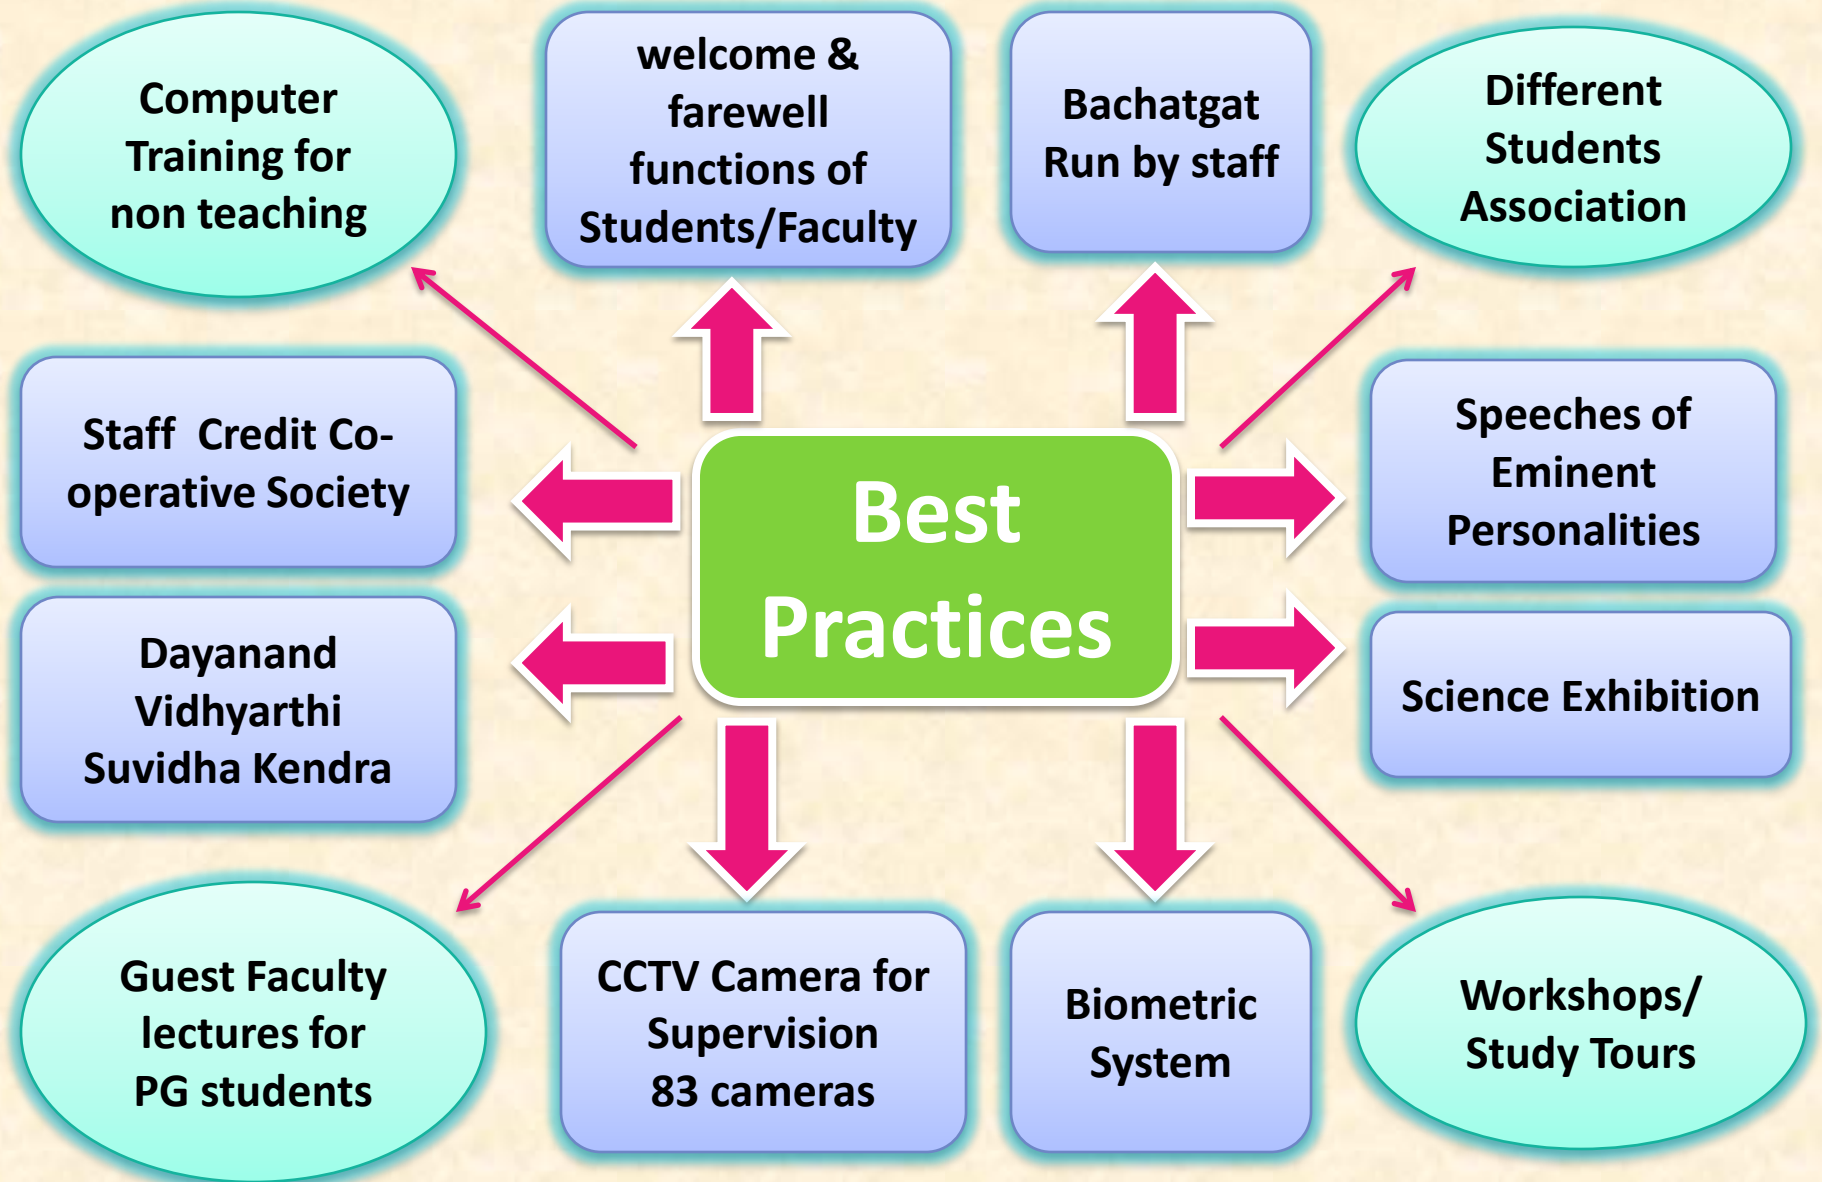 Computer
Training for
non teaching
welcome &
farewell
functions of
Students/Faculty
Bachatgat
Run by staff
Different
Students
Association
Staff  Credit Co-
operative Society
Best
Practices
Speeches of
Eminent
Personalities
Dayanand
Vidhyarthi
Suvidha Kendra
Science Exhibition
Guest Faculty
lectures for
PG students
CCTV Camera for
Supervision
83 cameras
Biometric
System
Workshops/
Study Tours